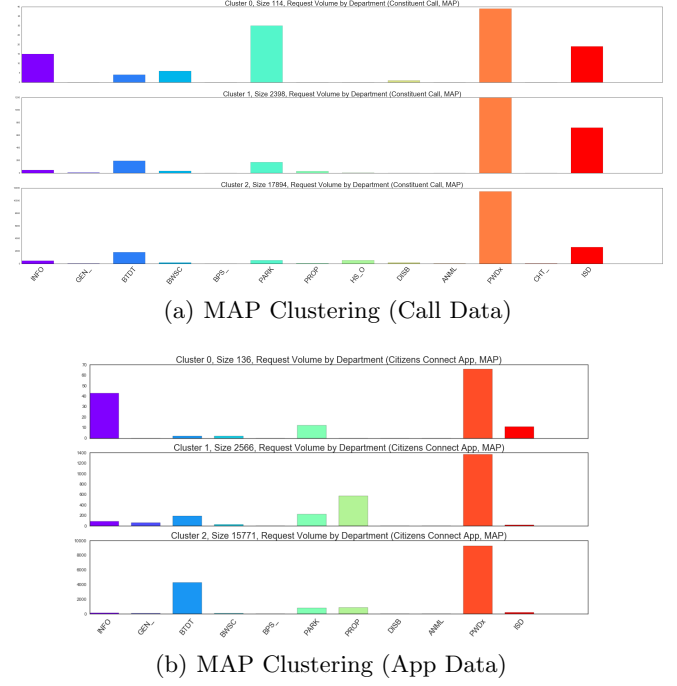 Cluster 0, Size 114, Request Volume by Department (Constituent Call, MAP)
Cluster 1, Size 2398, Request Volume by Department (Constituent Call, MAP)
Cluster 2, Size 17894, Request Volume by Department (Constituent Call, MAP)
INFO GEN_ BTDT BWSC BPS_ PARK PROP HS_O DISB ANML PWDx CHT_ ISD
(a) MAP Clustering (Call Data)
Cluster 0, Size 136, Request Volume by Department (Citizens Connect App, MAP)
70
60
50
40
30
20
10
0
Cluster 1, Size 2566, Request Volume by Department (Citizens Connect App, MAP)
1400
1200
1000
800
600
400
200
0
Cluster 2, Size 15771, Request Volume by Department (Citizens Connect App, MAP)
10000
8000
6000
4000
2000
0
INFO GEN_ BTDT BWSC BPS_ PARK PROP DISB ANML PWDx ISD
(b) MAP Clustering (App Data)